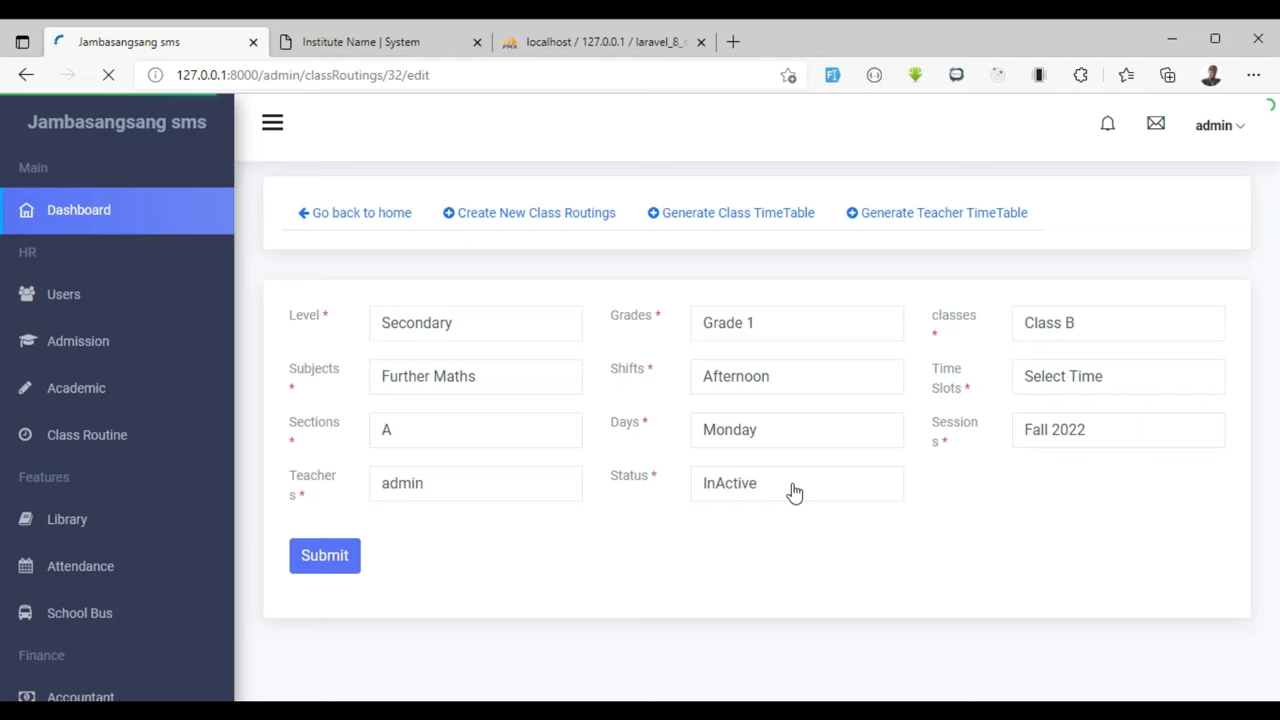 Jambasangsang sms
Institute Name | System
localhost / 127.0.0.1 / laravel_8_s
127.0.0.1:8000/admin/classRoutings/32/edit
Jambasangsang sms
admin
Main
Dashboard
Go back to home
Create New Class Routings
Generate Class TimeTable
Generate Teacher TimeTable
HR
Users
Admission
Academic
Class Routine
Features
Library
Attendance
School Bus
Finance
Accountant
Level *
Secondary
Grades *
Grade 1
classes
*
Class B
Subjects
*
Further Maths
Shifts *
Afternoon
Time
Slots *
Select Time
Sections
*
A
Days *
Monday
Session
s *
Fall 2022
Teacher
s *
admin
Status *
InActive
Submit